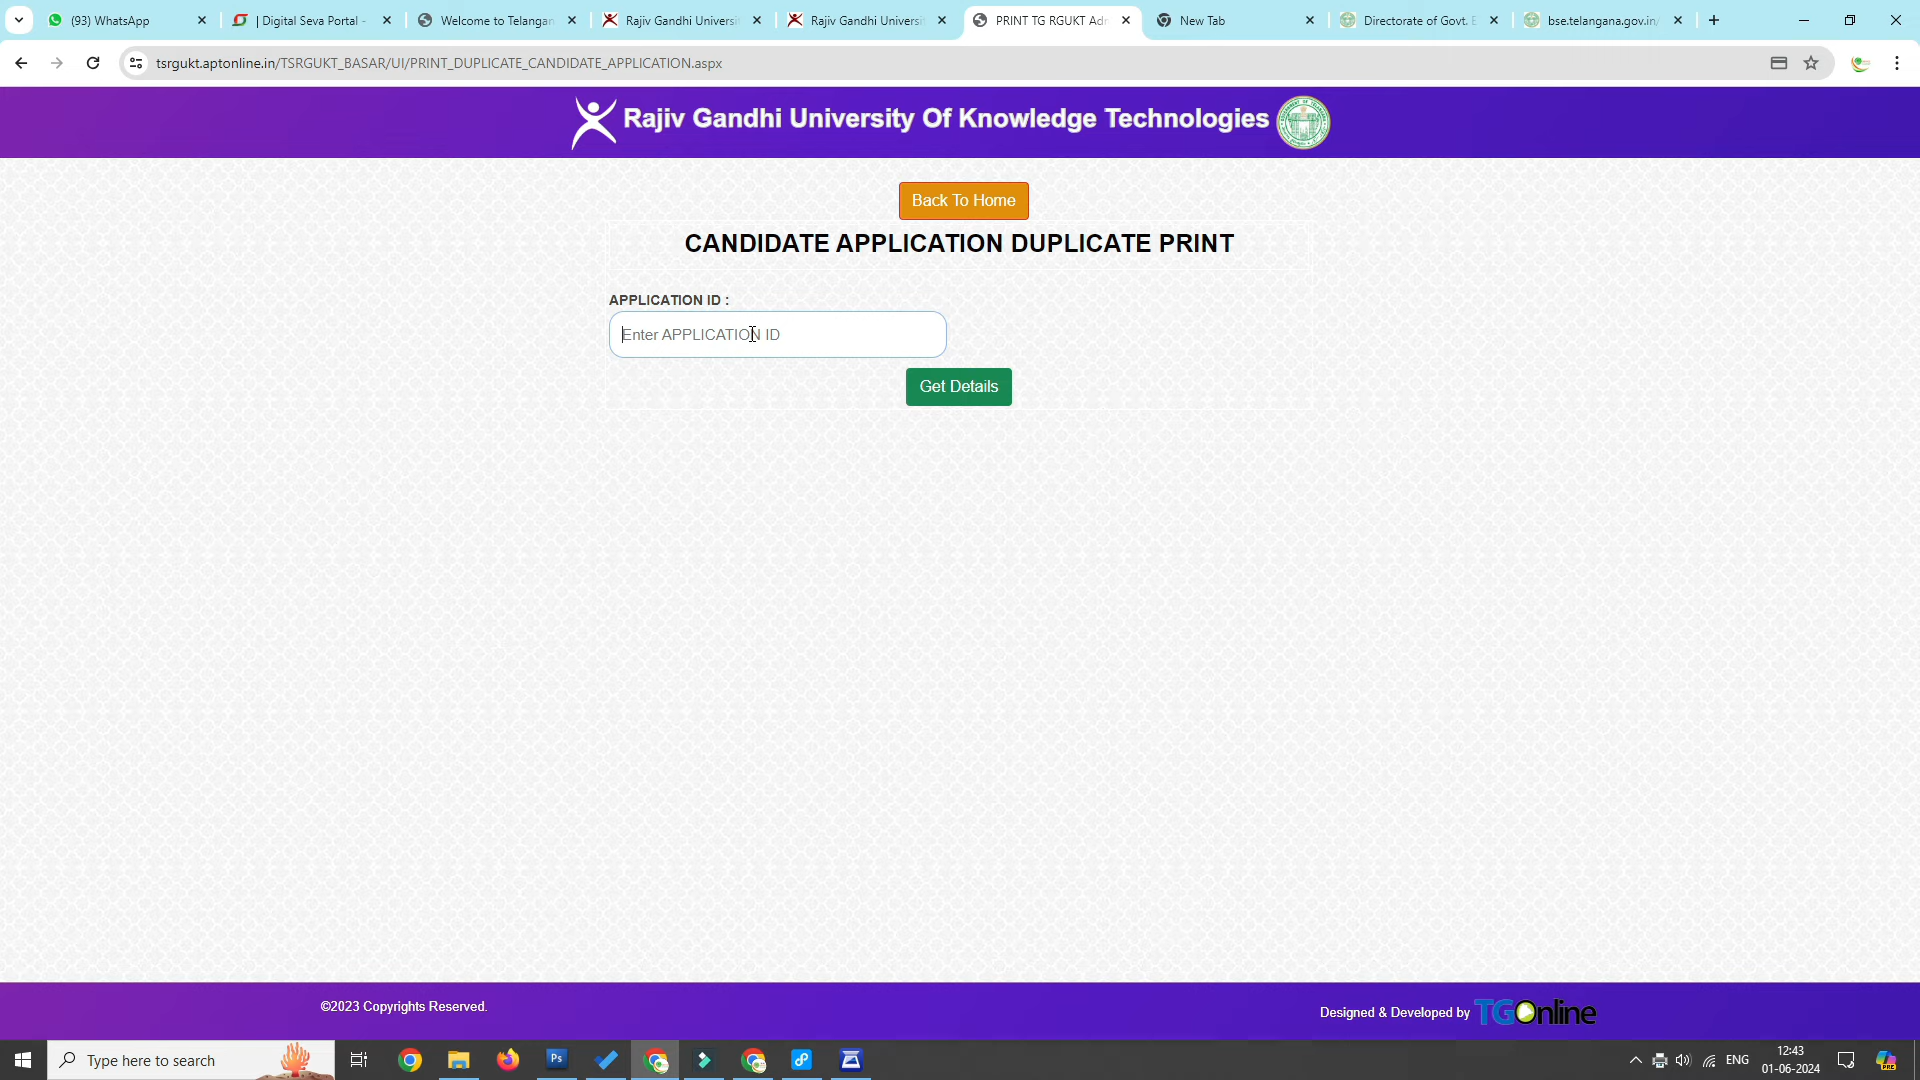 (93) WhatsApp
| Digital Seva Portal -
Welcome to Telangan
Rajiv Gandhi Universi
Rajiv Gandhi Universi
PRINT TG RGUKT Adn
New Tab
Directorate of Govt. E
bse.telangana.gov.in/
tsrgukt.aptonline.in/TSRGUKT_BASAR/UI/PRINT_DUPLICATE_CANDIDATE_APPLICATION.aspx
Rajiv Gandhi University Of Knowledge Technologies
Back To Home
CANDIDATE APPLICATION DUPLICATE PRINT
APPLICATION ID :
Enter APPLICATION ID
Get Details
©2023 Copyrights Reserved.
Designed & Developed by TGOnline
Type here to search
Ps
ENG
12:43
01-06-2024
PRE